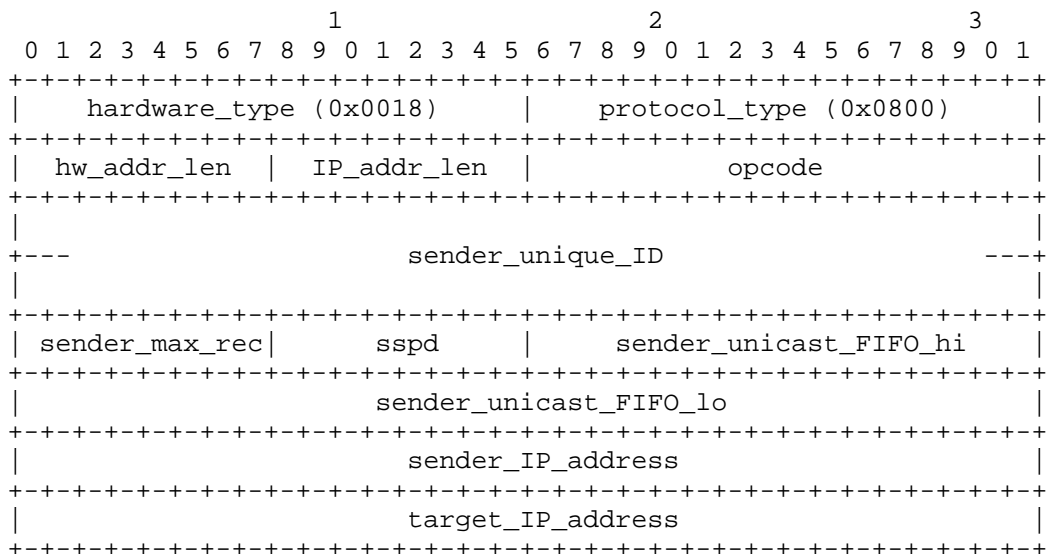 1                   2                   3
 0 1 2 3 4 5 6 7 8 9 0 1 2 3 4 5 6 7 8 9 0 1 2 3 4 5 6 7 8 9 0 1
+-+-+-+-+-+-+-+-+-+-+-+-+-+-+-+-+-+-+-+-+-+-+-+-+-+-+-+-+-+-+-+-+
|    hardware_type (0x0018)     |    protocol_type (0x0800)     |
+-+-+-+-+-+-+-+-+-+-+-+-+-+-+-+-+-+-+-+-+-+-+-+-+-+-+-+-+-+-+-+-+
|  hw_addr_len  |  IP_addr_len  |            opcode             |
+-+-+-+-+-+-+-+-+-+-+-+-+-+-+-+-+-+-+-+-+-+-+-+-+-+-+-+-+-+-+-+-+
|                                                               |
+---                     sender_unique_ID                    ---+
|                                                               |
+-+-+-+-+-+-+-+-+-+-+-+-+-+-+-+-+-+-+-+-+-+-+-+-+-+-+-+-+-+-+-+-+
| sender_max_rec|      sspd     |     sender_unicast_FIFO_hi    |
+-+-+-+-+-+-+-+-+-+-+-+-+-+-+-+-+-+-+-+-+-+-+-+-+-+-+-+-+-+-+-+-+
|                      sender_unicast_FIFO_lo                   |
+-+-+-+-+-+-+-+-+-+-+-+-+-+-+-+-+-+-+-+-+-+-+-+-+-+-+-+-+-+-+-+-+
|                        sender_IP_address                      |
+-+-+-+-+-+-+-+-+-+-+-+-+-+-+-+-+-+-+-+-+-+-+-+-+-+-+-+-+-+-+-+-+
|                        target_IP_address                      |
+-+-+-+-+-+-+-+-+-+-+-+-+-+-+-+-+-+-+-+-+-+-+-+-+-+-+-+-+-+-+-+-+